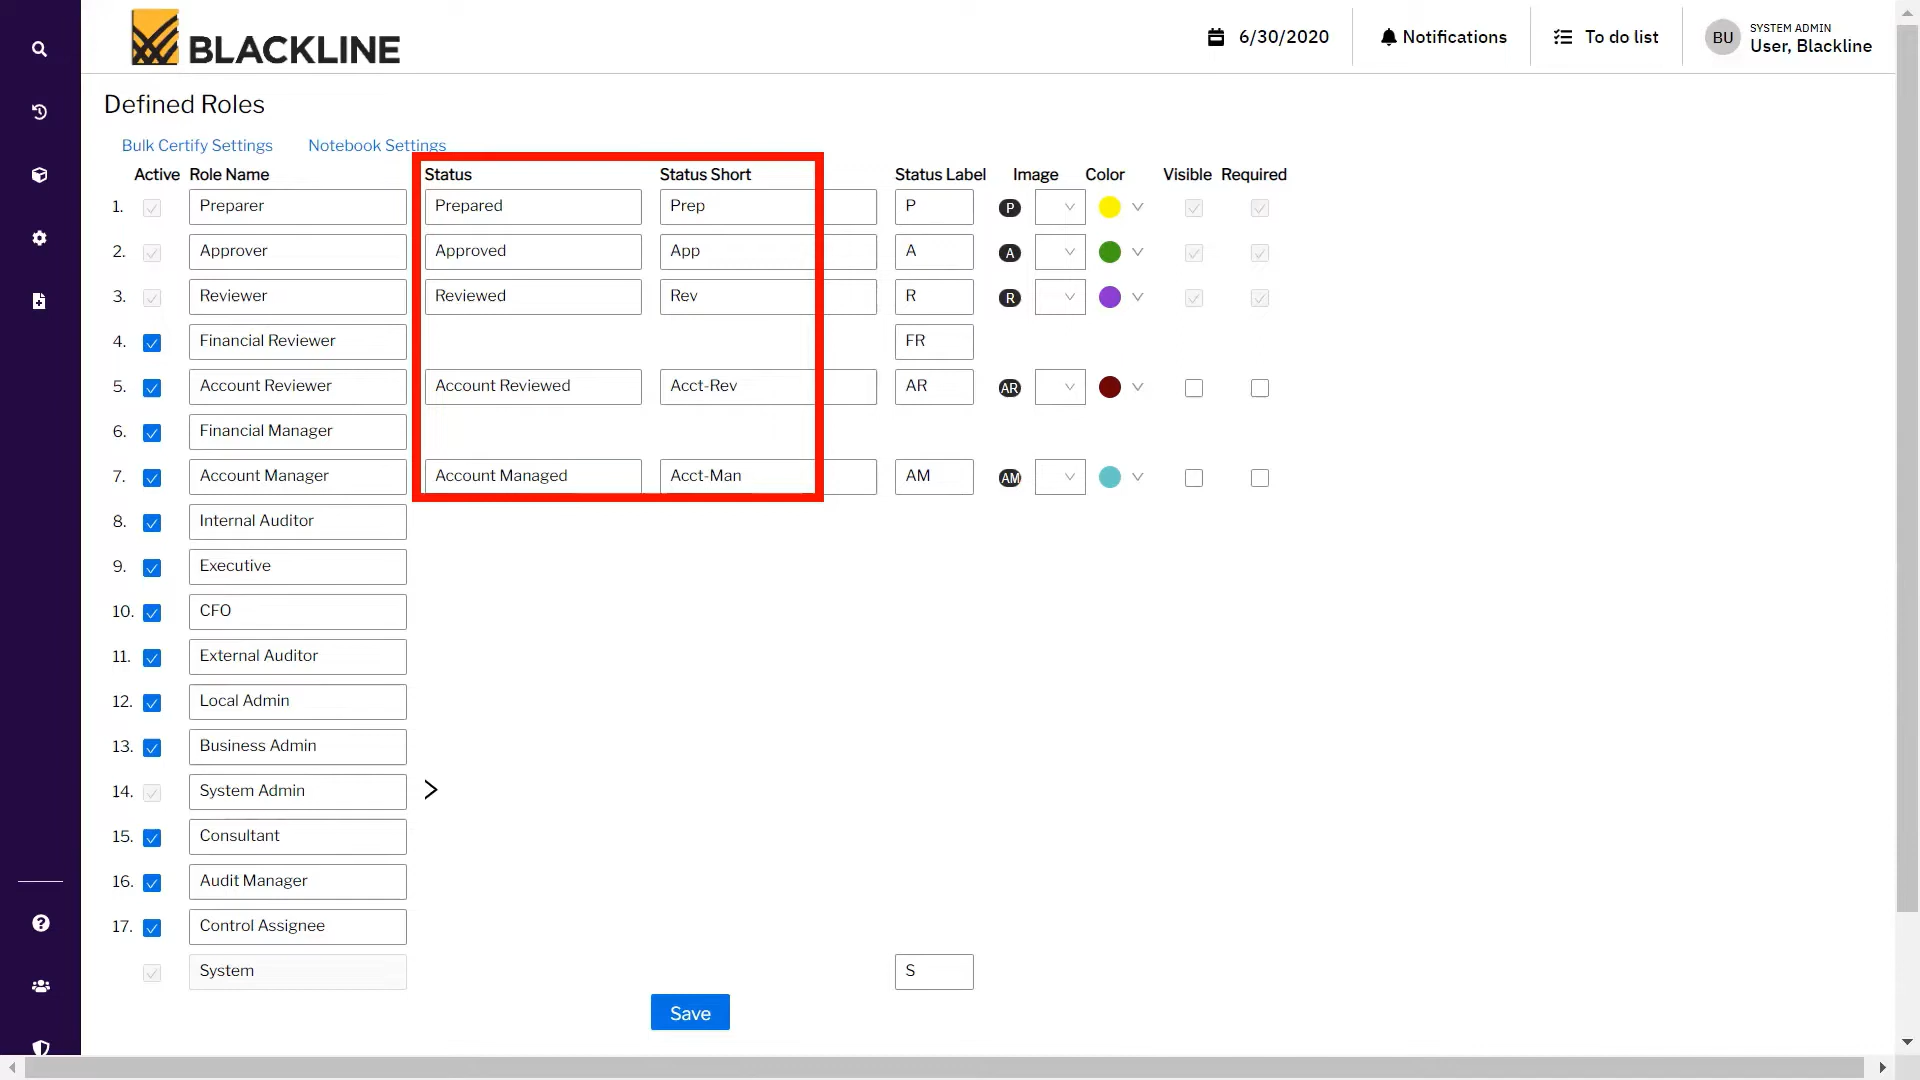 BLACKLINE
6/30/2020
Notifications
To do list
BU
SYSTEM ADMIN
User, Blackline
Defined Roles
Bulk Certify Settings Notebook Settings
Active Role Name Status Status Short Status Label Image Color Visible Required
1. Preparer Prepared Prep P P
2. Approver Approved App A A
3. Reviewer Reviewed Rev R R
4. Financial Reviewer FR
5. Account Reviewer Account Reviewed Acct-Rev AR AR
6. Financial Manager
7. Account Manager Account Managed Acct-Man AM AM
8. Internal Auditor
9. Executive
10. CFO
11. External Auditor
12. Local Admin
13. Business Admin
14. System Admin
15. Consultant
16. Audit Manager
17. Control Assignee
System S
Save